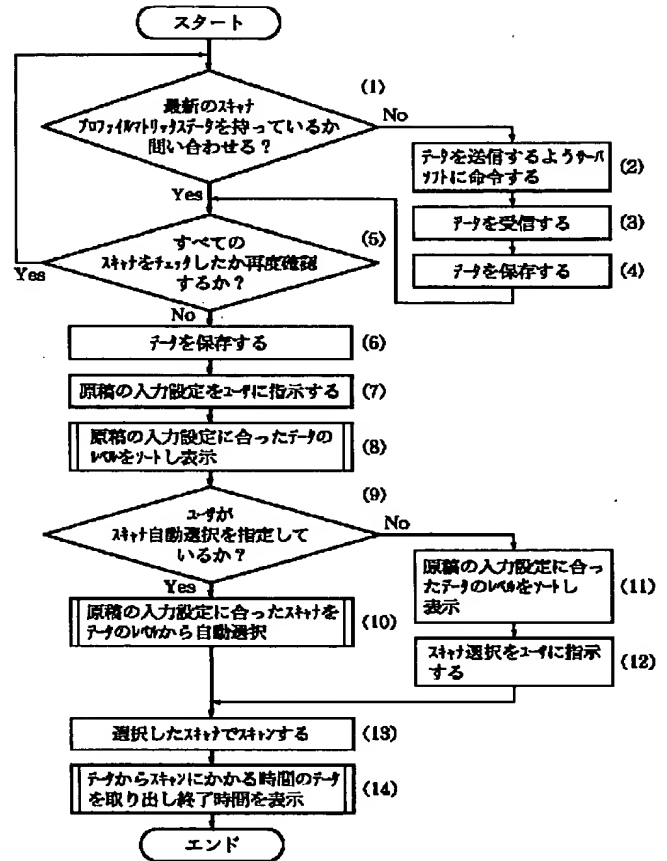 スタート
(1)
最新のスキャナ
プロファイルマトリックスデータを持っているか
問い合わせる？
No
Yes
データを送信するようサーバ
ソフトに命令する
(2)
データを受信する
(3)
データを保存する
(4)
(5)
すべての
スキャナをチェックしたか再度確認
するか？
Yes
No
データを保存する
(6)
原稿の入力設定をユーザに指示する
(7)
原稿の入力設定に合ったデータの
レベルをソートし表示
(8)
(9)
ユーザが
スキャナ自動選択を指定して
いるか？
No
Yes
原稿の入力設定に合ったスキャナを
データのレベルから自動選択
(10)
原稿の入力設定に合っ
たデータのレベルをソートし
表示
(11)
スキャナ選択をユーザに指示
する
(12)
選択したスキャナでスキャンする
(13)
データからスキャンにかかる時間のデータ
を取り出し終了時間を表示
(14)
エンド